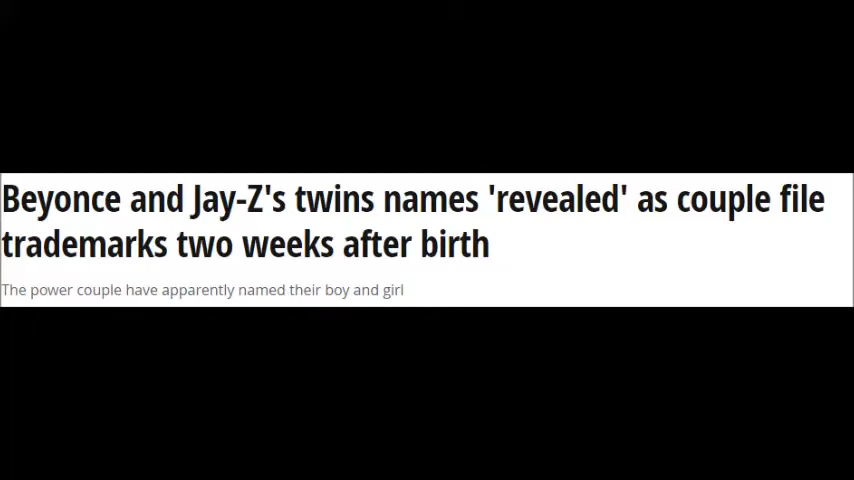 Beyonce and Jay-Z's twins names 'revealed' as couple file
trademarks two weeks after birth
The power couple have apparently named their boy and girl